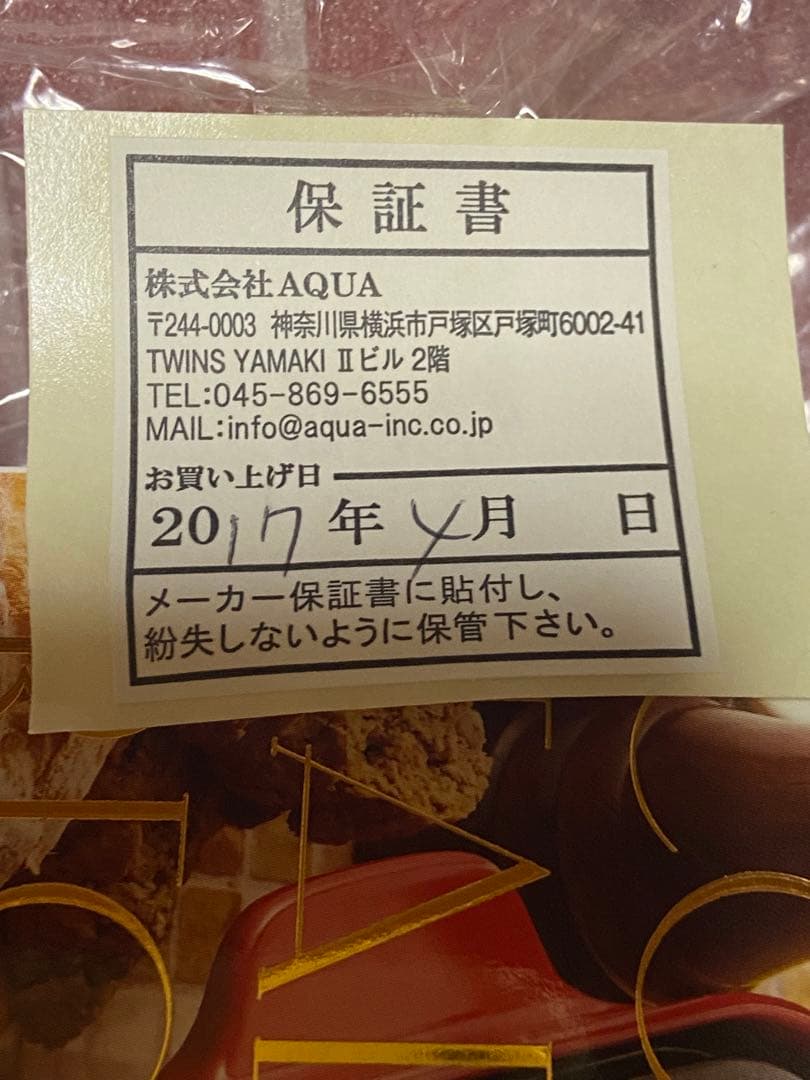 保証書
株式会社AQUA
〒244-0003 神奈川県横浜市戸塚区戸塚町6002-41
TWINS YAMAKI Ⅱビル 2階
TEL:045-869-6555
MAIL:info@aqua-inc.co.jp
お買い上げ日
2017年 4月 日
メーカー保証書に貼付し、
紛失しないように保管下さい。